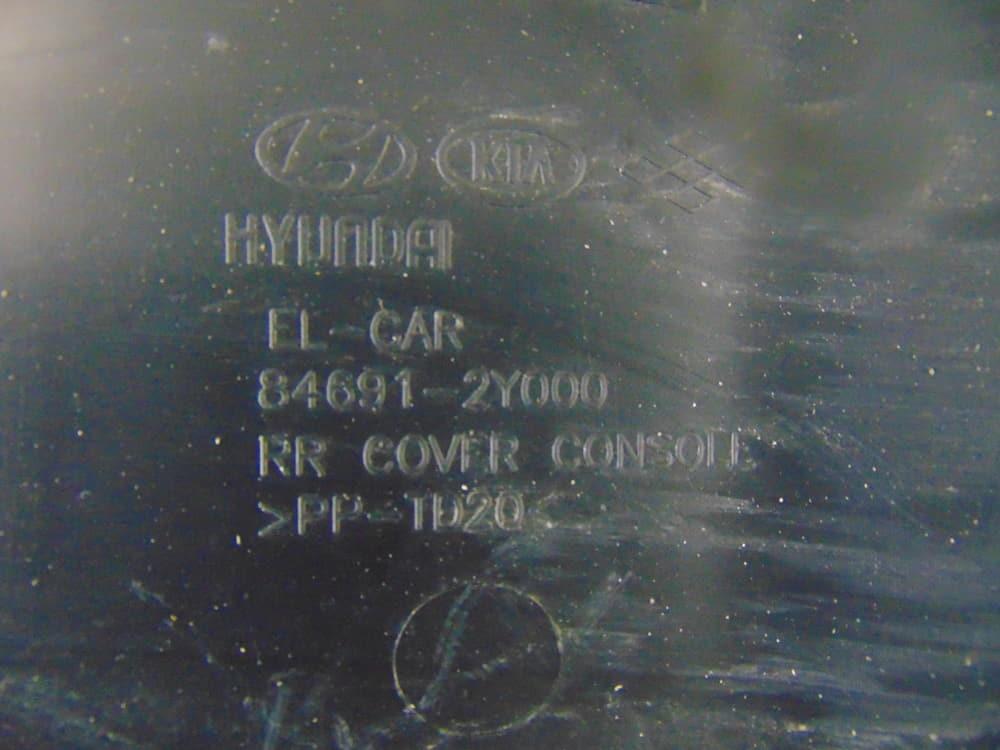 KIA
HYUNDAI
EL-CAR
84691-2Y000
RR COVER CONSOLE
>PP-TD20<